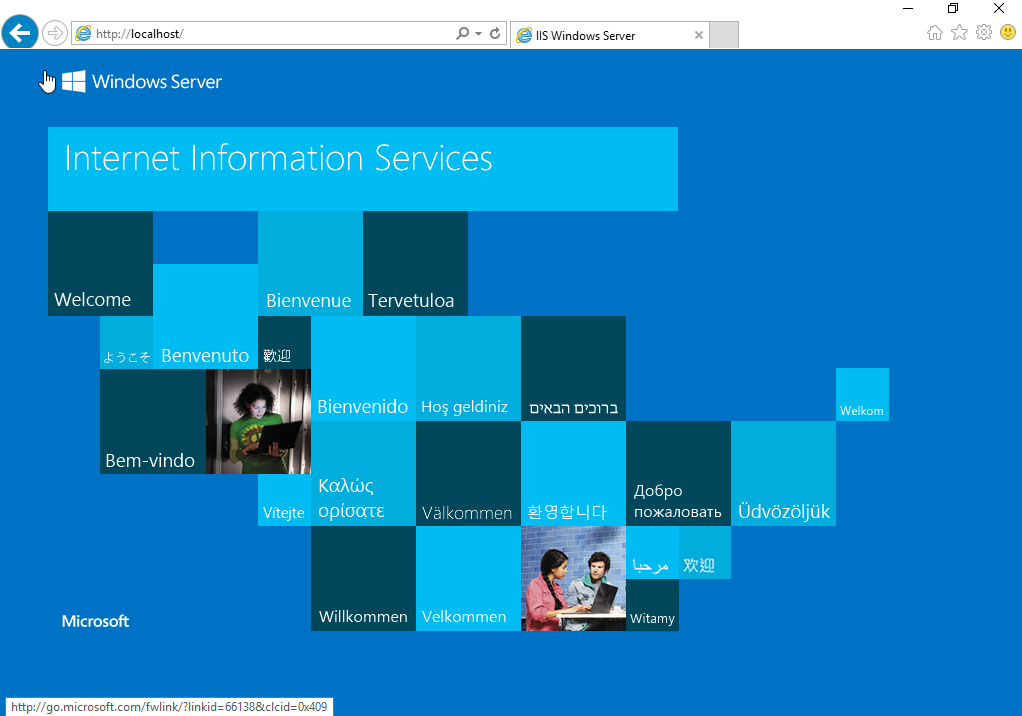 http://localhost/
IIS Windows Server
Windows Server
Internet Information Services
Welcome
Bienvenue
Tervetuloa
ようこそ
Benvenuto
歡迎
Bienvenido
Hoş geldiniz
ברוכים הבאים
Welkom
Bem-vindo
Vítejte
Καλώς
ορίσατε
Välkommen
환영합니다
Добро
пожаловать
Üdvözöljük
Microsoft
Willkommen
Velkommen
مرحبا
欢迎
Witamy
http://go.microsoft.com/fwlink/?linkid=66138&clcid=0x409